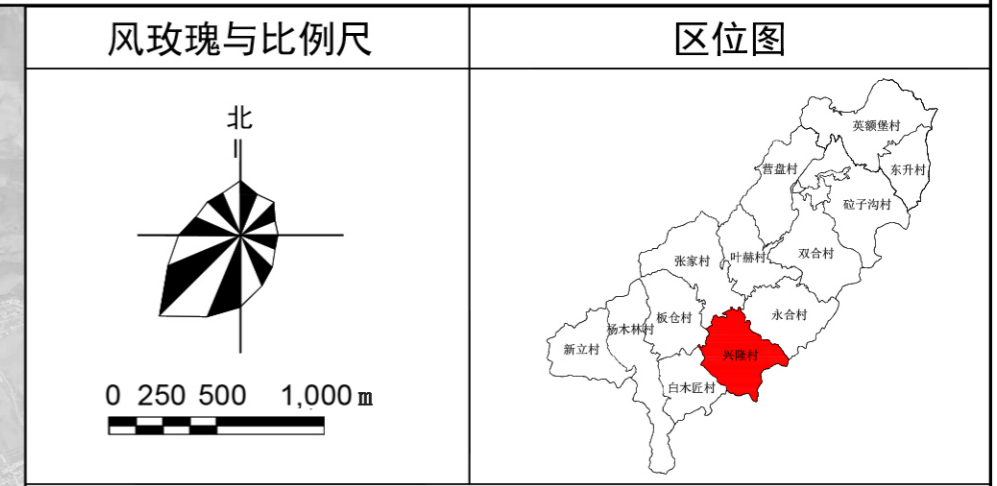 风玫瑰与比例尺
区位图
北
0 250 500 1,000 m
英额堡村
营盘村
东升村
砬子沟村
双合村
叶赫村
张家村
永合村
板仓村
杨木林村
新立村
兴隆村
白木匠村